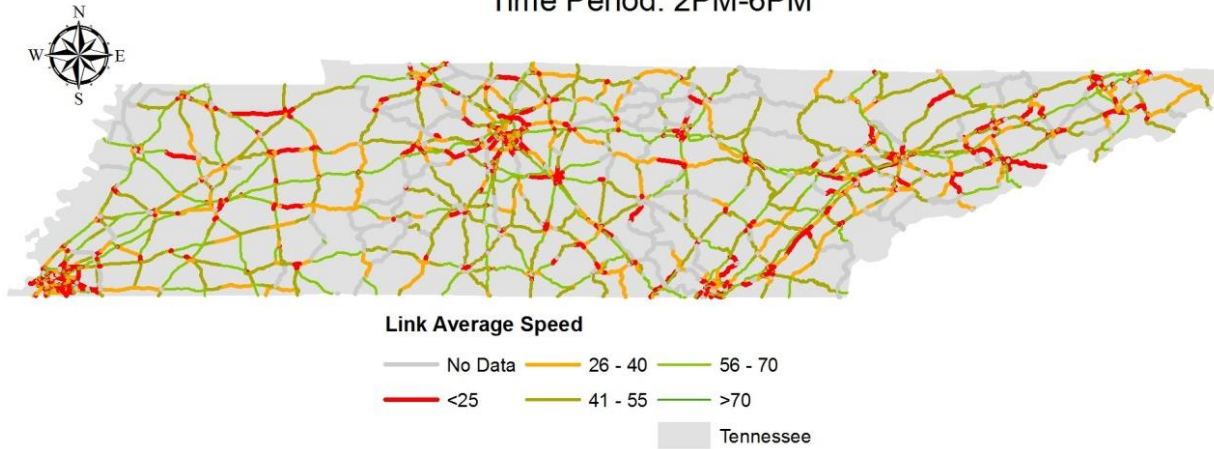 Time Period: 2PM-6PM
N
W E
S
Link Average Speed
No Data 26 - 40 56 - 70
<25 41 - 55 >70
Tennessee